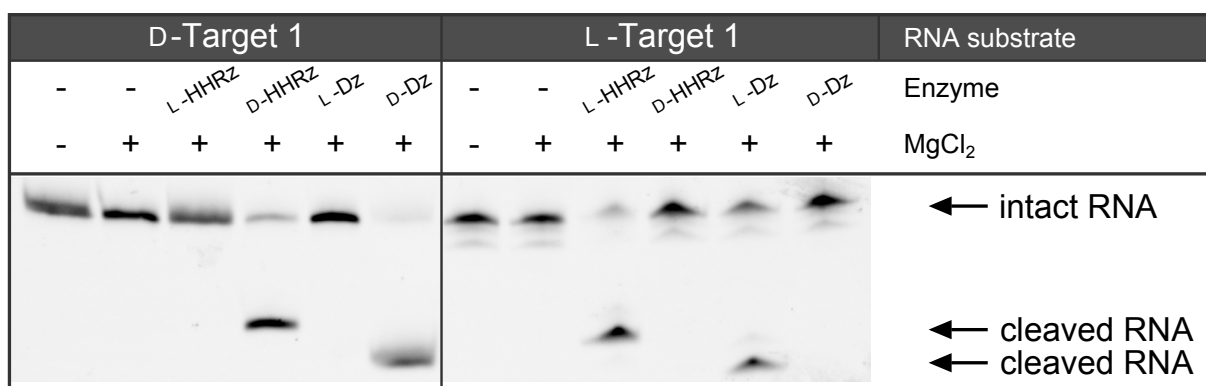 D-Target 1 L-Target 1 RNA substrate
- - L-HHRz D-HHRz L-Dz D-Dz - - L-HHRz D-HHRz L-Dz D-Dz Enzyme
- + + + + + - + + + + + MgCl₂
← intact RNA
← cleaved RNA
← cleaved RNA